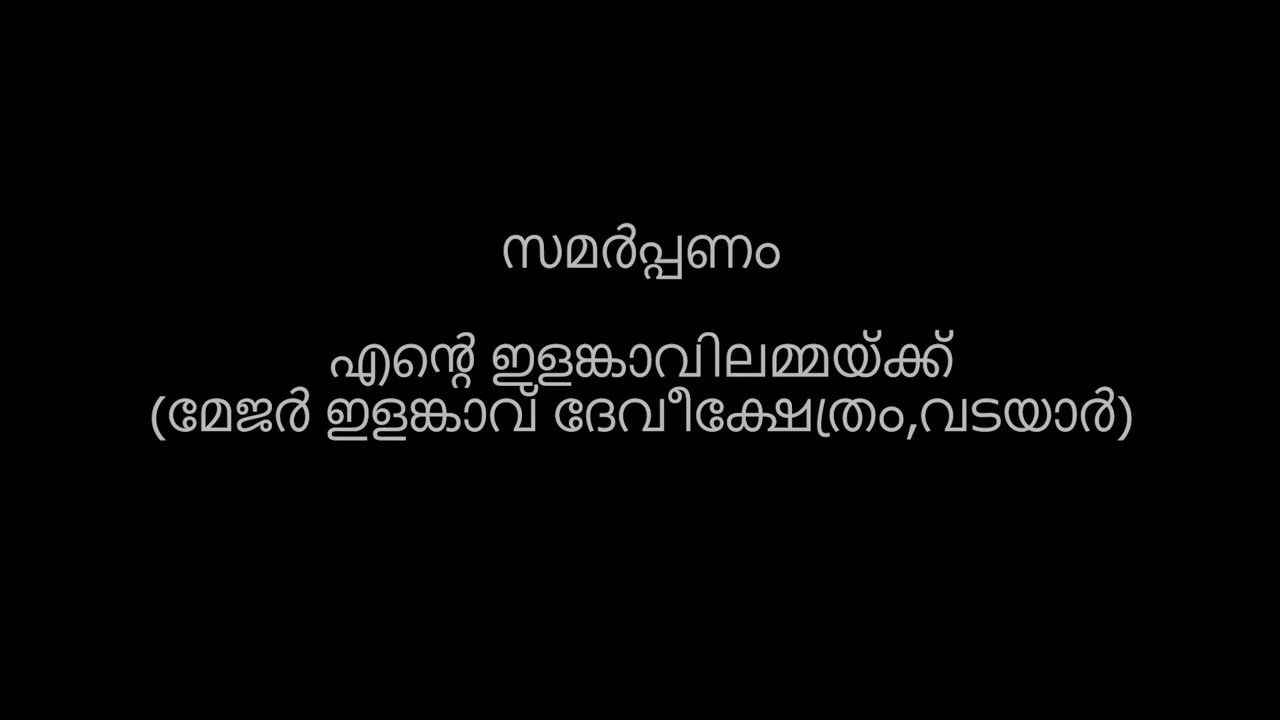 സമർപ്പണം
എന്റെ ഇളങ്കാവിലമ്മയ്ക്ക്
(മേജർ ഇളങ്കാവ് ദേവീക്ഷേത്രം,വടയാർ)